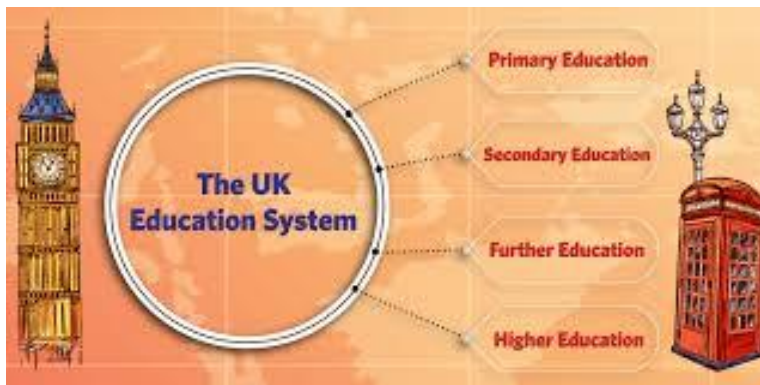 The UK
Education System
Primary Education
Secondary Education
Further Education
Higher Education